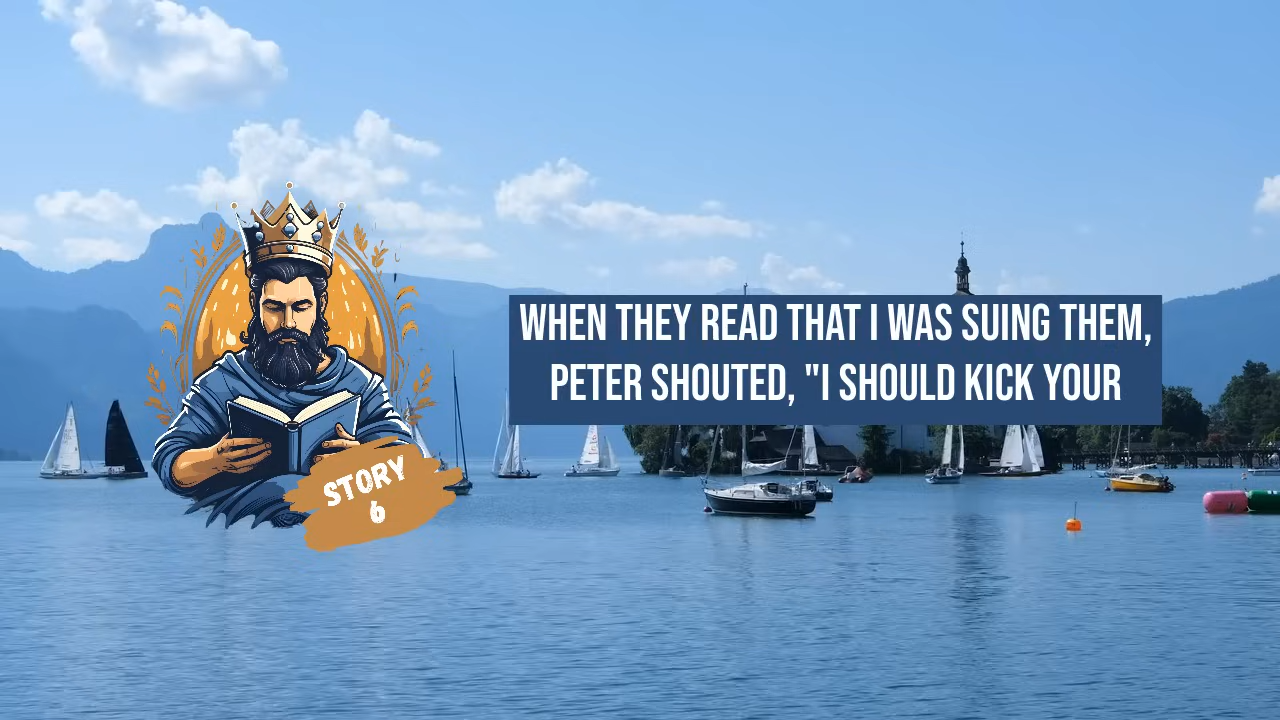 WHEN THEY READ THAT I WAS SUING THEM,
PETER SHOUTED, "I SHOULD KICK YOUR
STORY
6